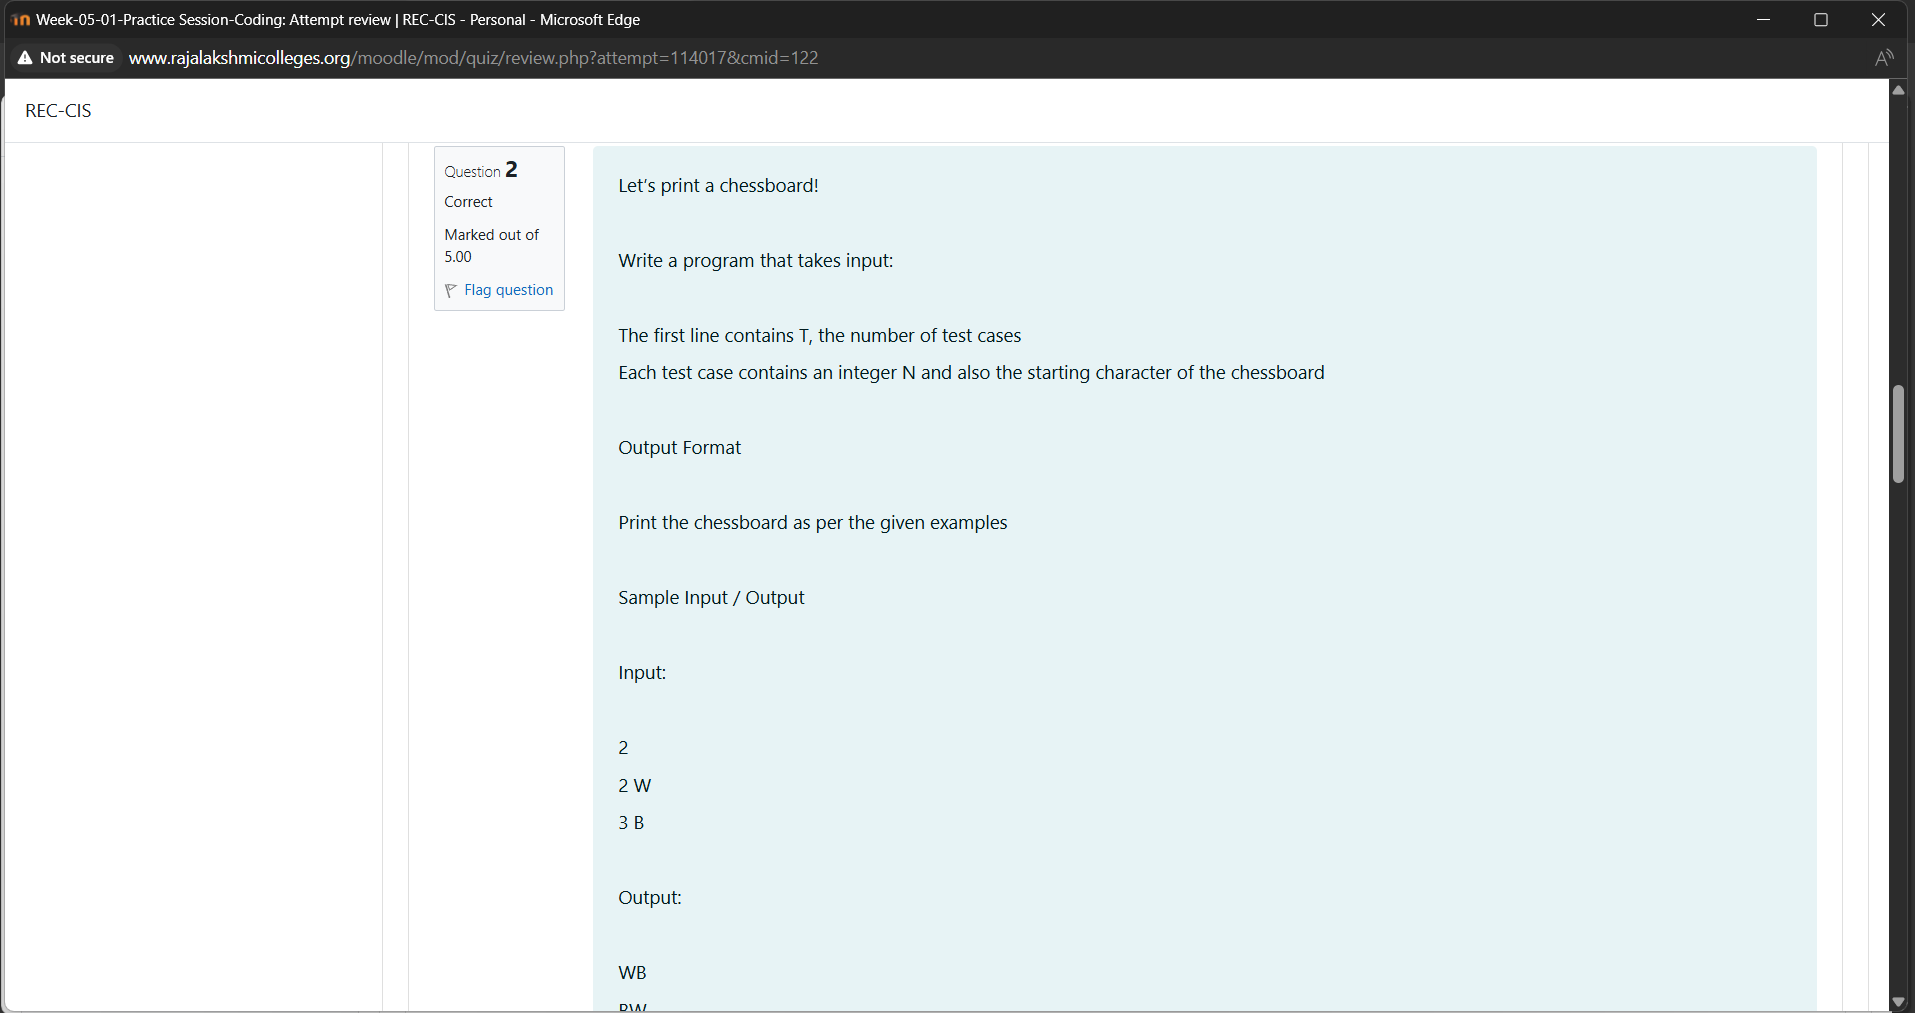 Week-05-01-Practice Session-Coding: Attempt review | REC-CIS - Personal - Microsoft Edge
Not secure www.rajalakshmicolleges.org/moodle/mod/quiz/review.php?attempt=114017&cmid=122
REC-CIS
Question 2
Correct
Marked out of
5.00
Flag question
Let's print a chessboard!
Write a program that takes input:
The first line contains T, the number of test cases
Each test case contains an integer N and also the starting character of the chessboard
Output Format
Print the chessboard as per the given examples
Sample Input / Output
Input:
2
2 W
3 B
Output:
WB
BW